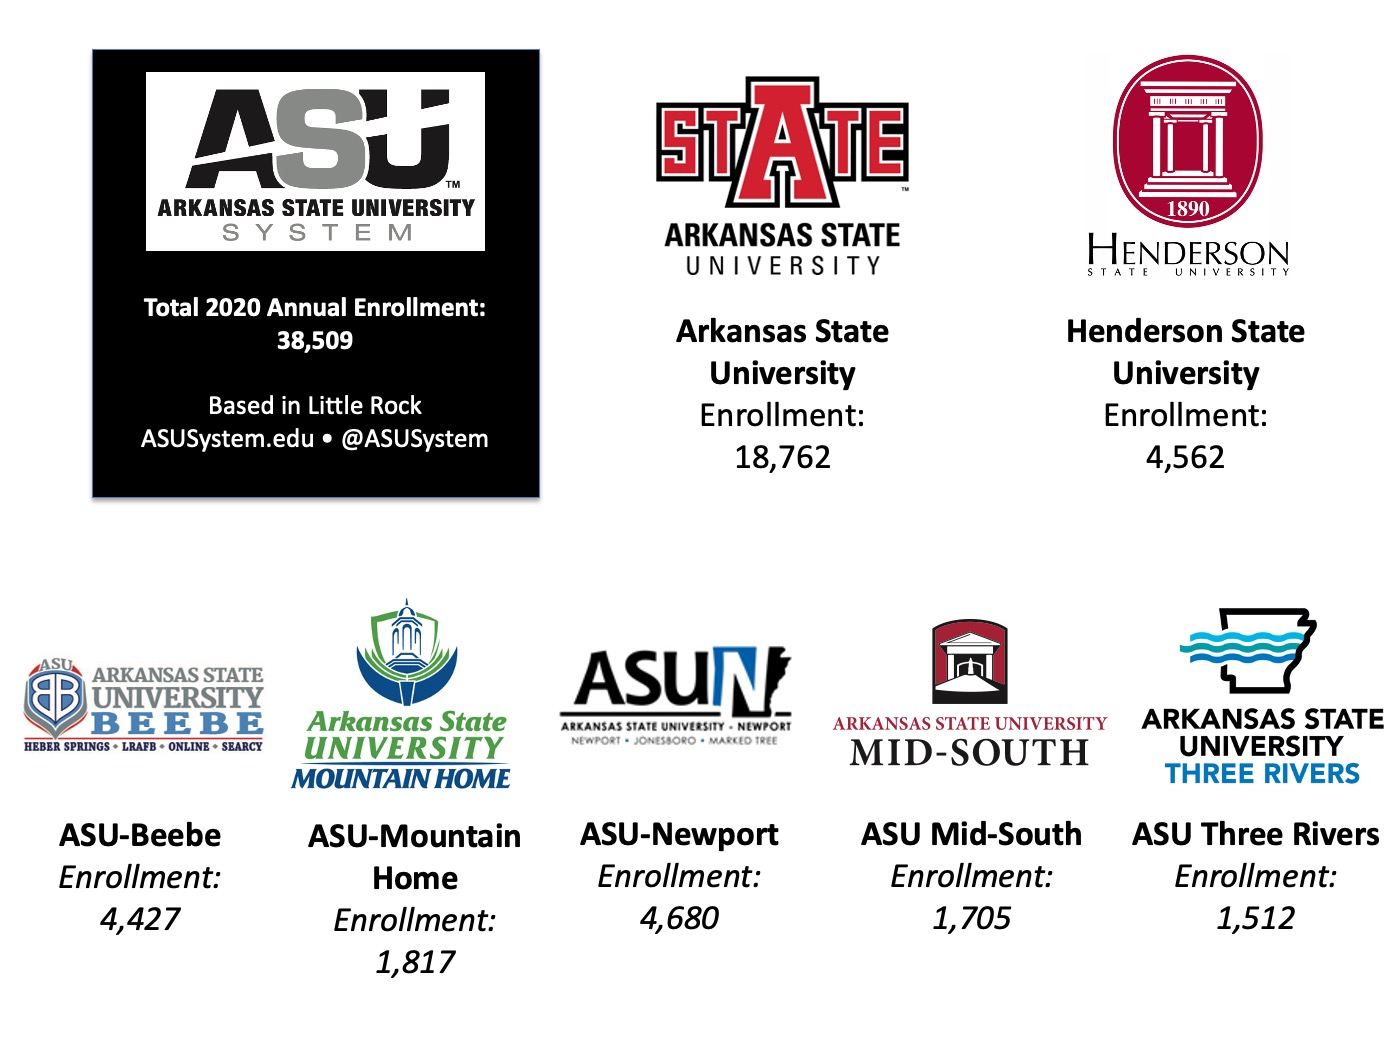 ASU™
ARKANSAS STATE UNIVERSITY
SYSTEM
Total 2020 Annual Enrollment:
38,509
Based in Little Rock
ASUSystem.edu • @ASUSystem
STATE™
ARKANSAS STATE
UNIVERSITY
Arkansas State
University
Enrollment:
18,762
1890
HENDERSON
STATE UNIVERSITY
Henderson State
University
Enrollment:
4,562
ASU
BB
ARKANSAS STATE
UNIVERSITY
BEEBE
HEBER SPRINGS • LRAFB • ONLINE • SEARCY
ASU-Beebe
Enrollment:
4,427
Arkansas State
UNIVERSITY
MOUNTAIN HOME
ASU-Mountain
Home
Enrollment:
1,817
ASUN
ARKANSAS STATE UNIVERSITY - NEWPORT
NEWPORT • JONESBORO • MARKED TREE
ASU-Newport
Enrollment:
4,680
ARKANSAS STATE UNIVERSITY
MID-SOUTH
ASU Mid-South
Enrollment:
1,705
ARKANSAS STATE
UNIVERSITY
THREE RIVERS
ASU Three Rivers
Enrollment:
1,512